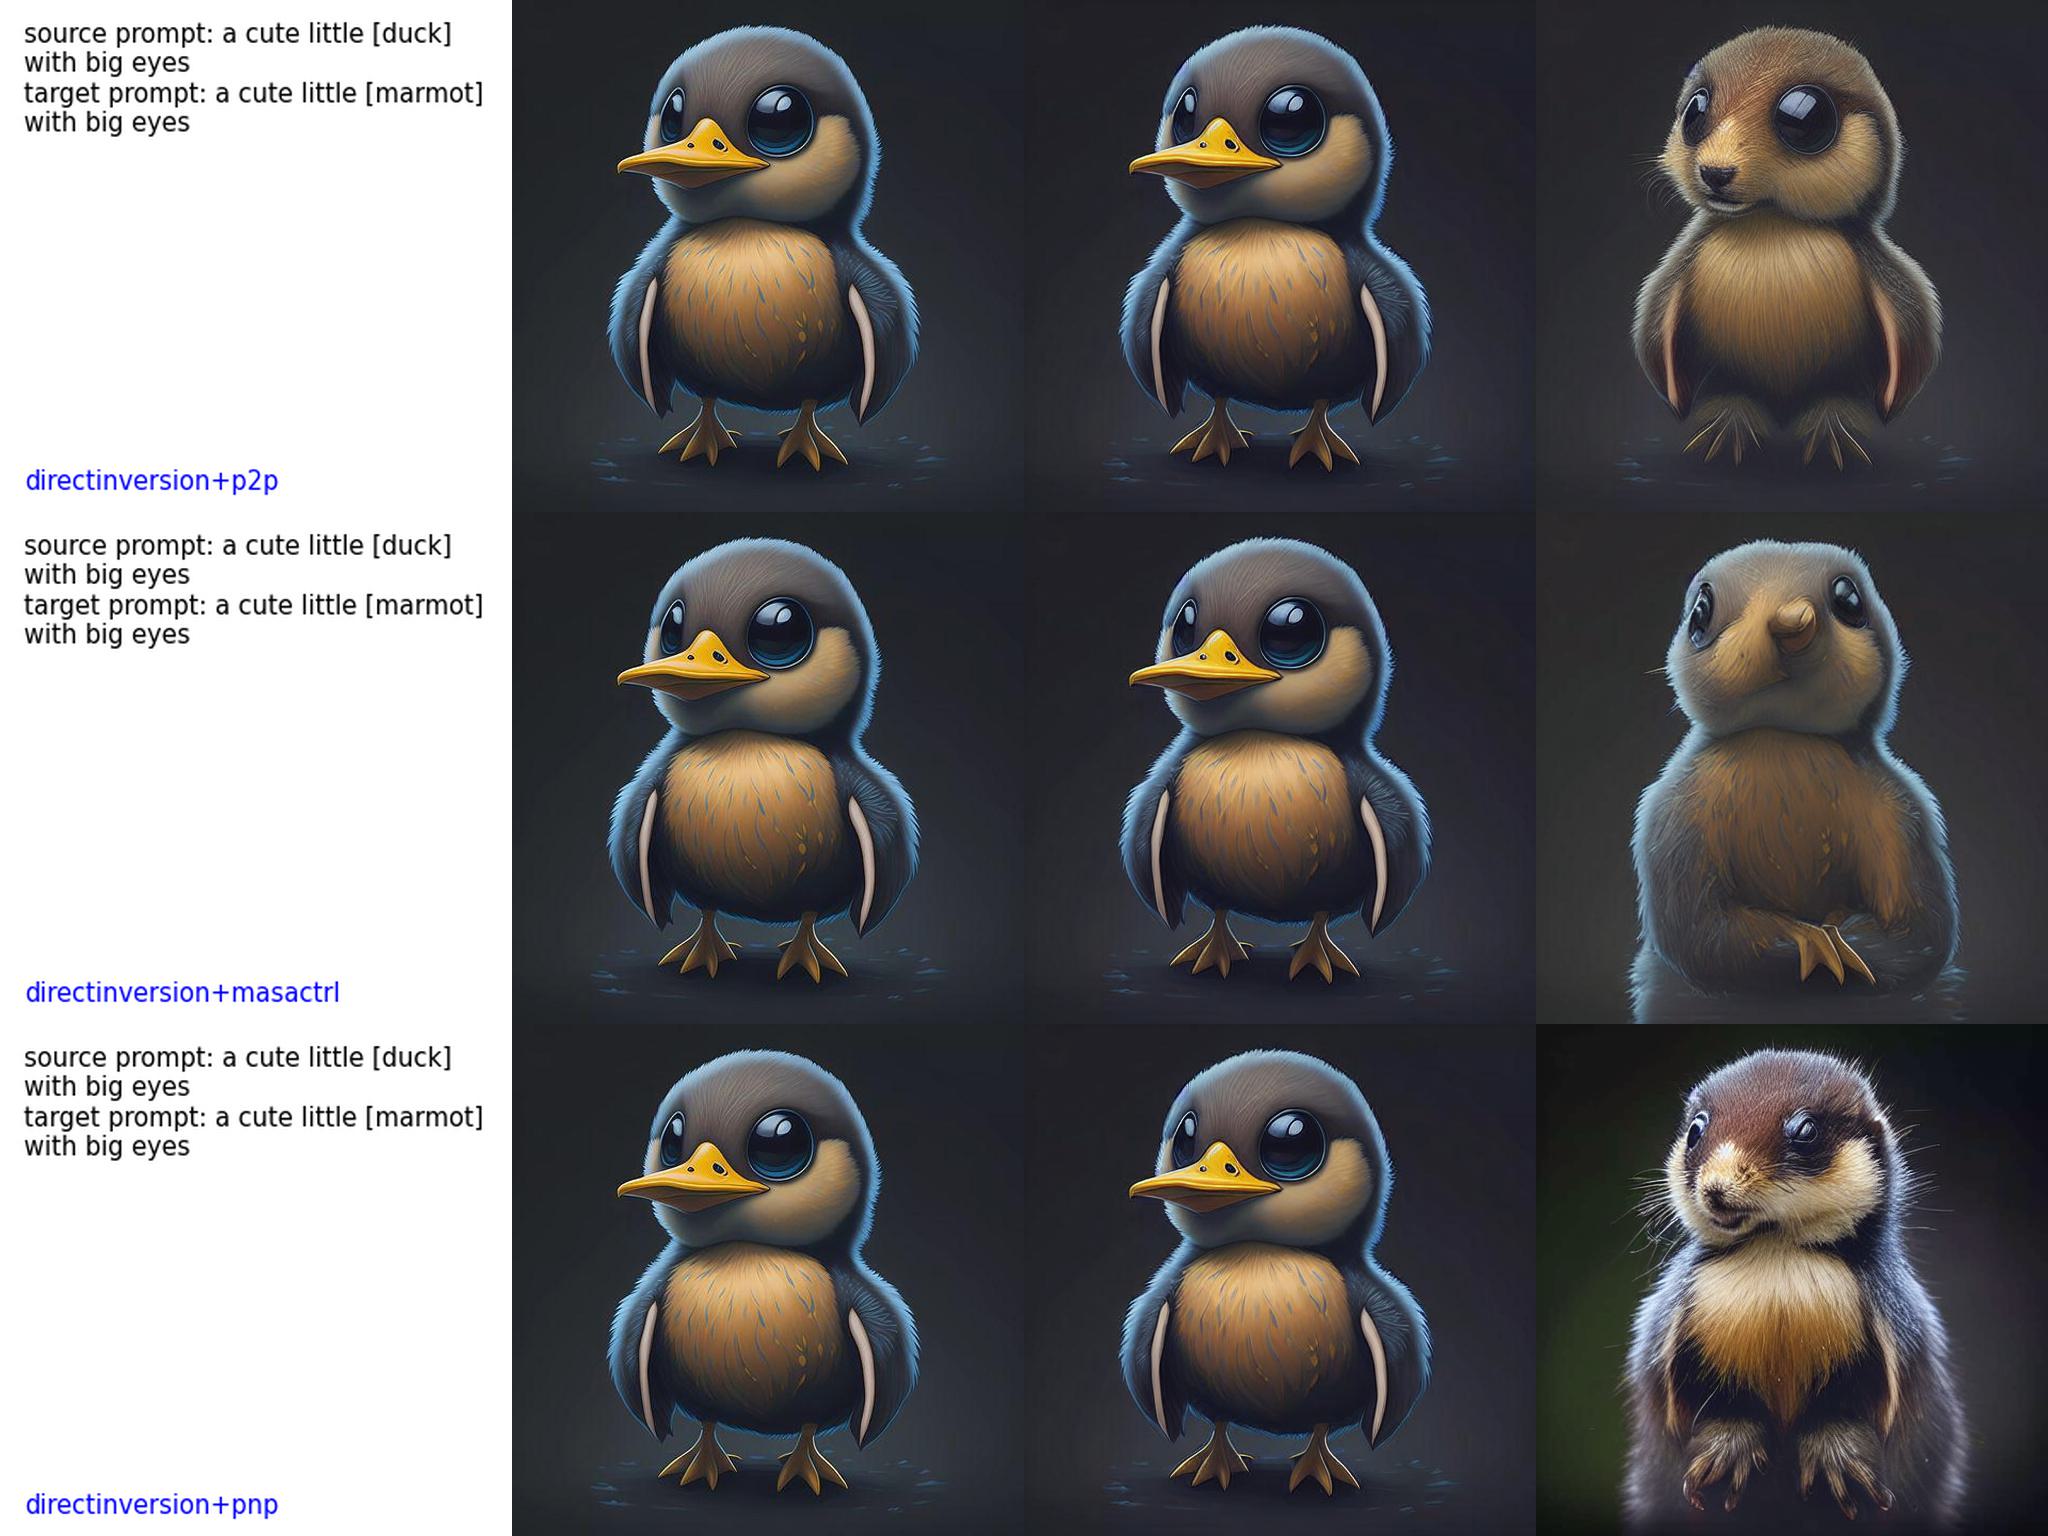 source prompt: a cute little [duck]
with big eyes
target prompt: a cute little [marmot]
with big eyes
directinversion+p2p
source prompt: a cute little [duck]
with big eyes
target prompt: a cute little [marmot]
with big eyes
directinversion+masactrl
source prompt: a cute little [duck]
with big eyes
target prompt: a cute little [marmot]
with big eyes
directinversion+pnp